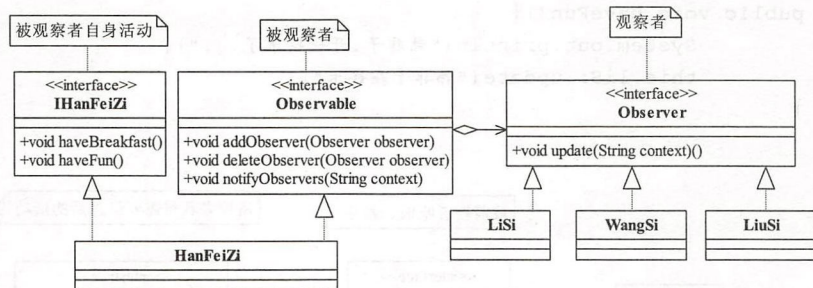 被观察者自身活动
被观察者
观察者
<<interface>>
IHanFeiZi
+void haveBreakfast()
+void haveFun()
<<interface>>
Observable
+void addObserver(Observer observer)
+void deleteObserver(Observer observer)
+void notifyObservers(String context)
<<interface>>
Observer
+void update(String context)()
HanFeiZi
LiSi
WangSi
LiuSi